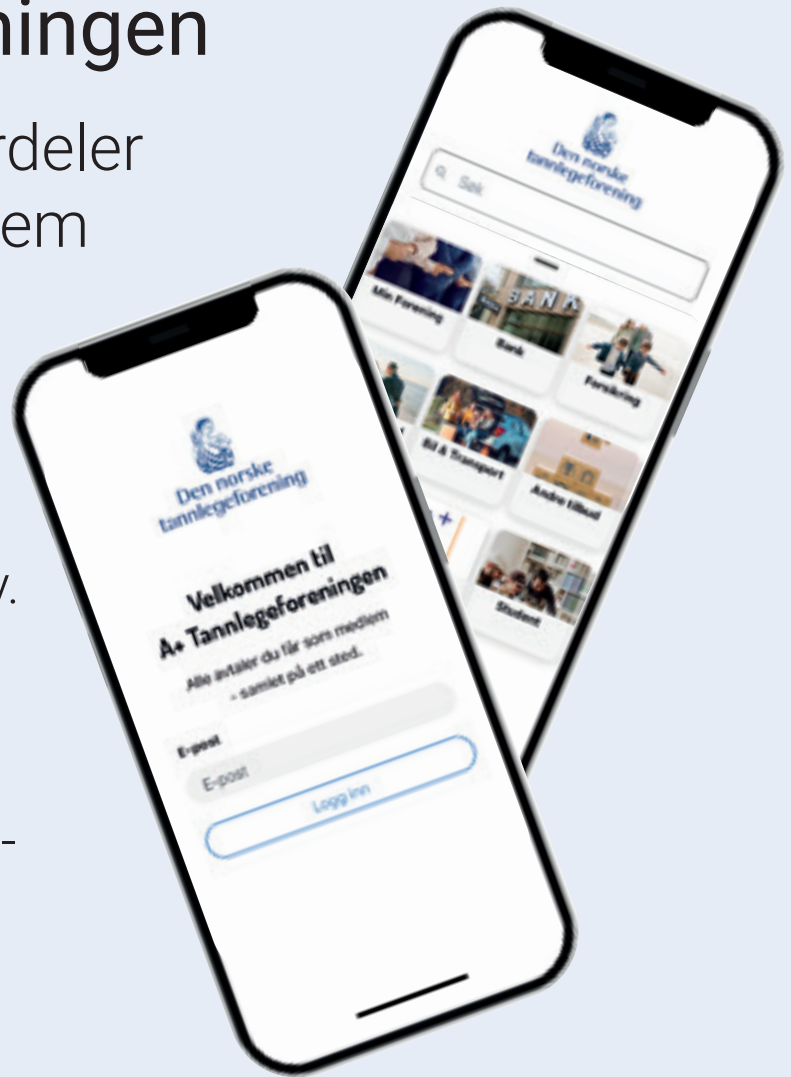 ningen
rdeler
em
v.
-
Den norske
tannlegeforening
Søk
Min Forening
BANK
Bank
Forsikring
Bil & Transport
Andre tilbud
+
Student
Den norske
tannlegeforening
Velkommen til
A+ Tannlegeforeningen
Alle avtaler du får som medlem
- samlet på ett sted.
E-post
E-post
Logg inn